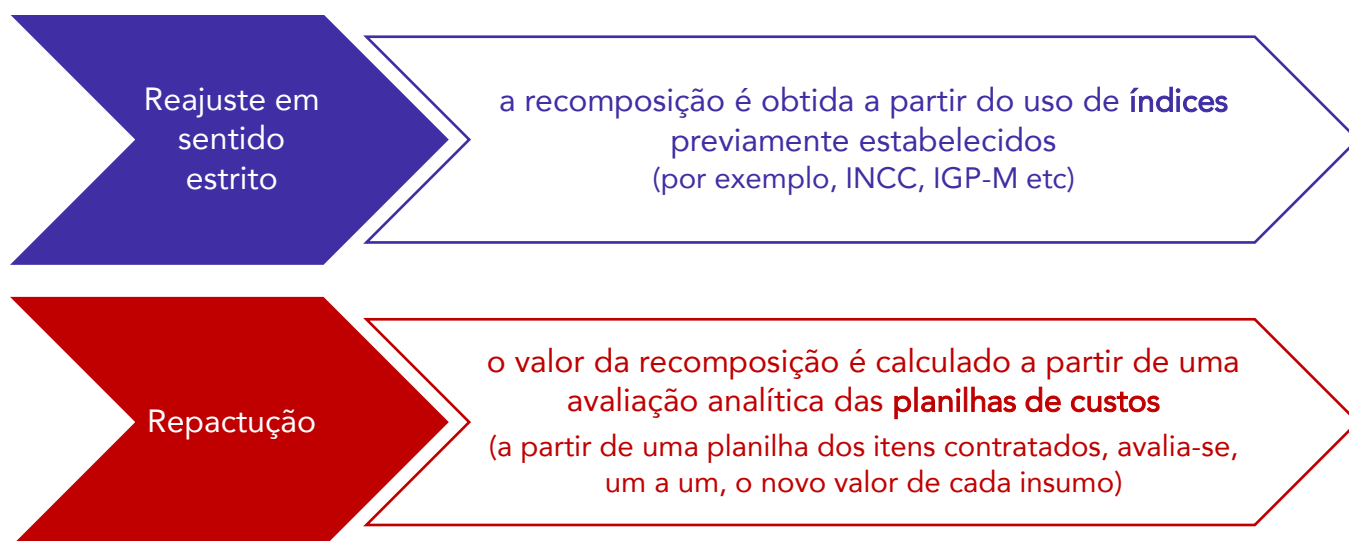 Reajuste em
sentido
estrito
a recomposição é obtida a partir do uso de índices
previamente estabelecidos
(por exemplo, INCC, IGP-M etc)
Repactução
o valor da recomposição é calculado a partir de uma
avaliação analítica das planilhas de custos
(a partir de uma planilha dos itens contratados, avalia-se,
um a um, o novo valor de cada insumo)